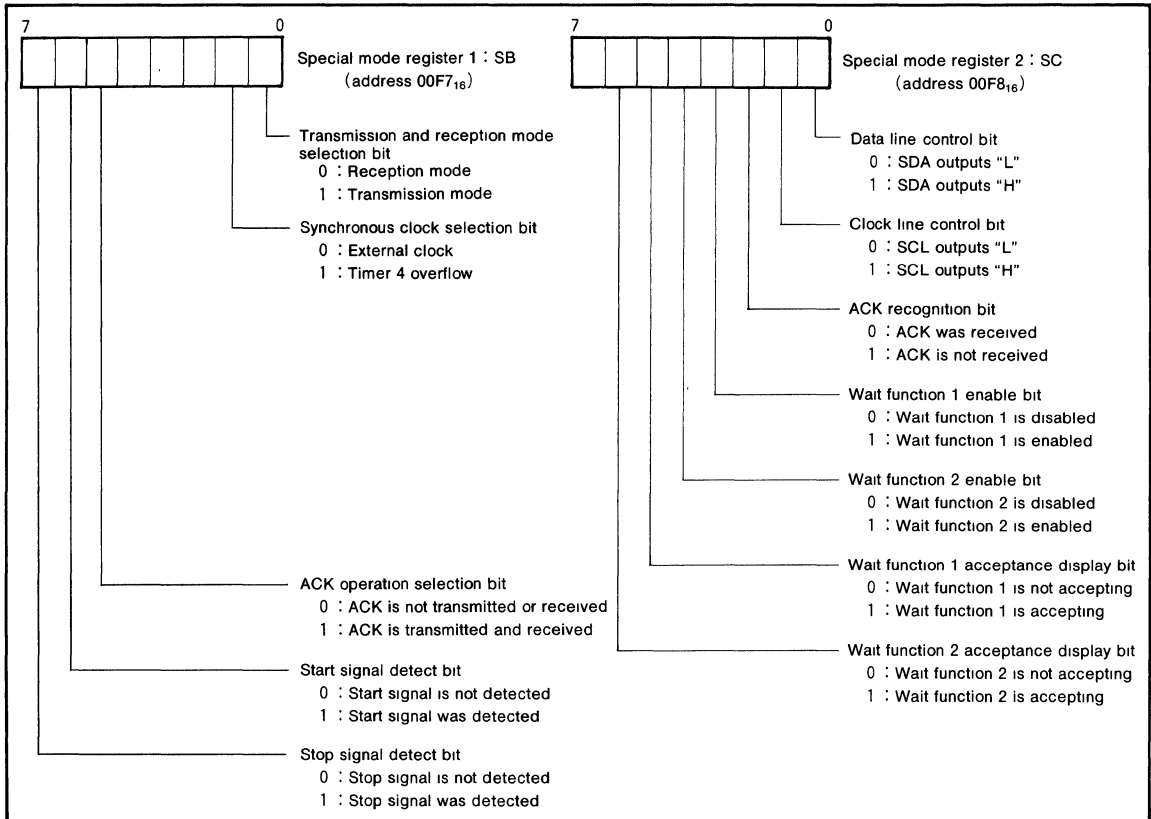 7 0
Special mode register 1 : SB
(address 00F7₁₆)
Transmission and reception mode
selection bit
0 : Reception mode
1 : Transmission mode
Synchronous clock selection bit
0 : External clock
1 : Timer 4 overflow
ACK operation selection bit
0 : ACK is not transmitted or received
1 : ACK is transmitted and received
Start signal detect bit
0 : Start signal is not detected
1 : Start signal was detected
Stop signal detect bit
0 : Stop signal is not detected
1 : Stop signal was detected
7 0
Special mode register 2 : SC
(address 00F8₁₆)
Data line control bit
0 : SDA outputs “L”
1 : SDA outputs “H”
Clock line control bit
0 : SCL outputs “L”
1 : SCL outputs “H”
ACK recognition bit
0 : ACK was received
1 : ACK is not received
Wait function 1 enable bit
0 : Wait function 1 is disabled
1 : Wait function 1 is enabled
Wait function 2 enable bit
0 : Wait function 2 is disabled
1 : Wait function 2 is enabled
Wait function 1 acceptance display bit
0 : Wait function 1 is not accepting
1 : Wait function 1 is accepting
Wait function 2 acceptance display bit
0 : Wait function 2 is not accepting
1 : Wait function 2 is accepting